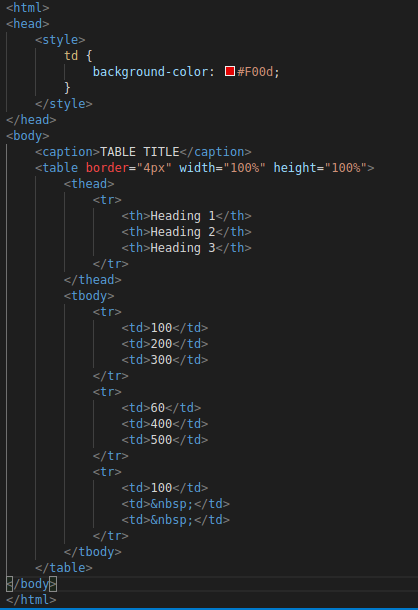 <html>
<head>
    <style>
        td {
            background-color: #F00d;
        }
    </style>
</head>
<body>
    <caption>TABLE TITLE</caption>
    <table border="4px" width="100%" height="100%">
        <thead>
            <tr>
                <th>Heading 1</th>
                <th>Heading 2</th>
                <th>Heading 3</th>
            </tr>
        </thead>
        <tbody>
            <tr>
                <td>100</td>
                <td>200</td>
                <td>300</td>
            </tr>
            <tr>
                <td>60</td>
                <td>400</td>
                <td>500</td>
            </tr>
            <tr>
                <td>100</td>
                <td>&nbsp;</td>
                <td>&nbsp;</td>
            </tr>
        </tbody>
    </table>
</body>
</html>